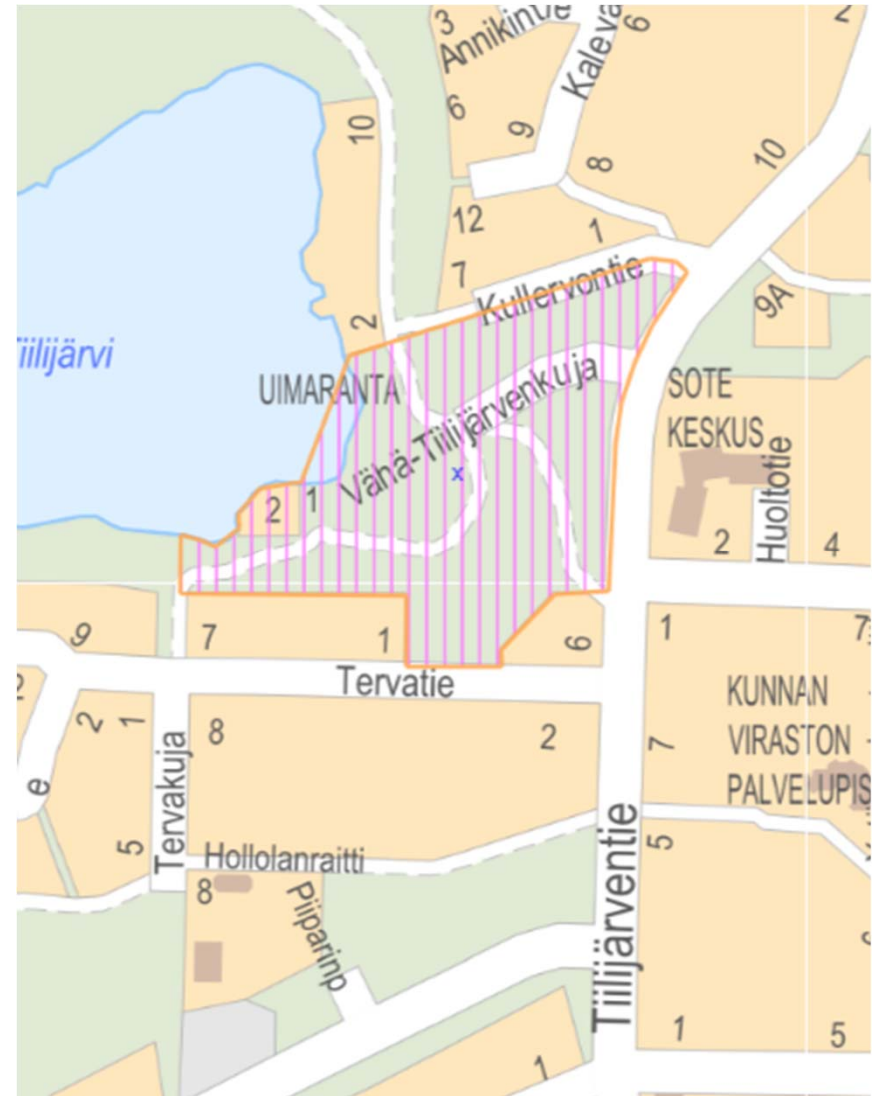 3
Annikintie
6
2
Kaleva
10
6
9
8
10
12
1
7
Kullervontie
2
9A
iilijärvi
UIMARANTA
SOTE
KESKUS
Vähä-Tiilijärvenkuja
x
2
1
Huoltotie
2
4
9
7
1
6
1
7
Tervatie
KUNNAN
VIRASTON
PALVELUPIS
2
1
8
2
7
e
Tervakuja
5
Hollolanraitti
8
Piiparinp
5
Tiilijärventie
1
5
1